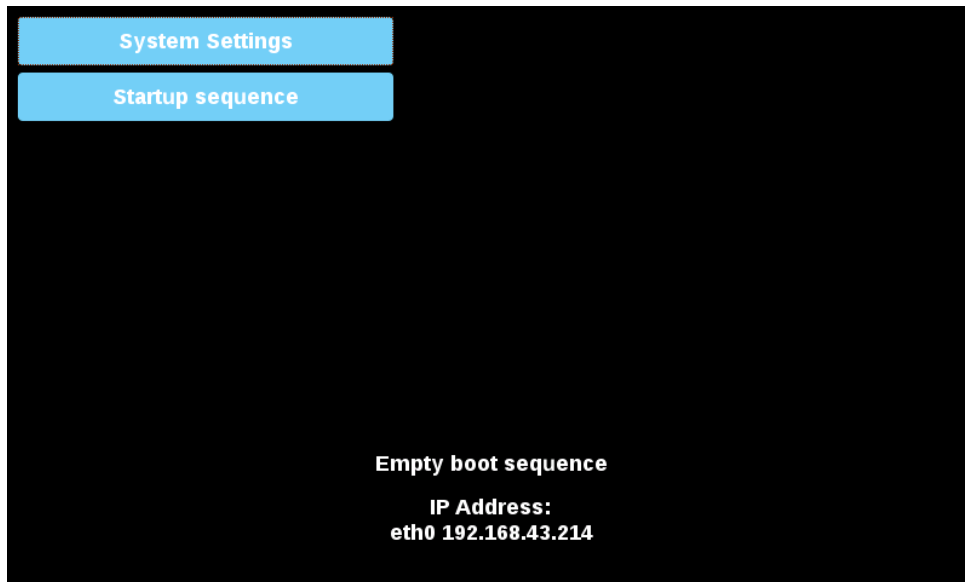 System Settings
Startup sequence
Empty boot sequence
IP Address:
eth0 192.168.43.214